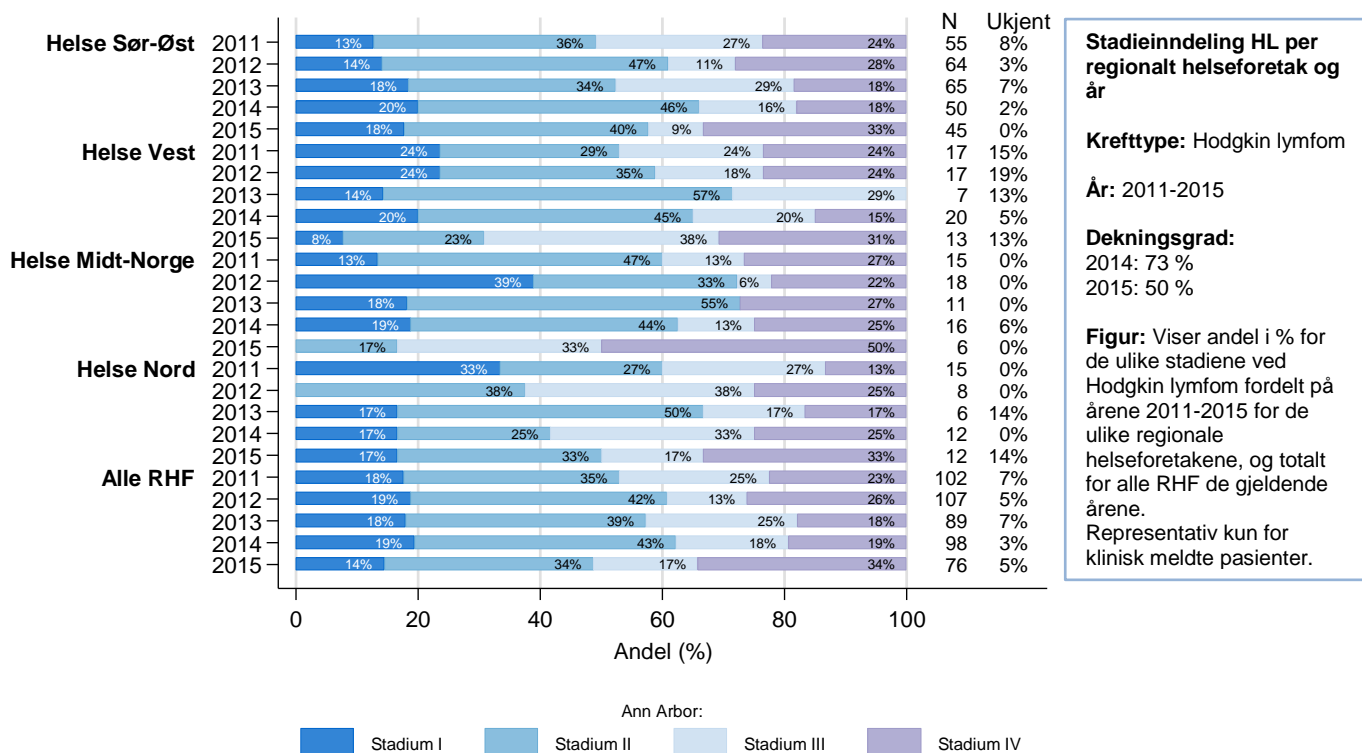 N Ukjent
Helse Sør-Øst 2011 13% 36% 27% 24% 55 8%
2012 14% 47% 11% 28% 64 3%
2013 18% 34% 29% 18% 65 7%
2014 20% 46% 16% 18% 50 2%
2015 18% 40% 9% 33% 45 0%
Helse Vest 2011 24% 29% 24% 24% 17 15%
2012 24% 35% 18% 24% 17 19%
2013 14% 57% 29% 7 13%
2014 20% 45% 20% 15% 20 5%
2015 8% 23% 38% 31% 13 13%
Helse Midt-Norge 2011 13% 47% 13% 27% 15 0%
2012 39% 33% 6% 22% 18 0%
2013 18% 55% 27% 11 0%
2014 19% 44% 13% 25% 16 6%
2015 17% 33% 50% 6 0%
Helse Nord 2011 33% 27% 27% 13% 15 0%
2012 38% 38% 25% 8 0%
2013 17% 50% 17% 17% 6 14%
2014 17% 25% 33% 25% 12 0%
2015 17% 33% 17% 33% 12 14%
Alle RHF 2011 18% 35% 25% 23% 102 7%
2012 19% 42% 13% 26% 107 5%
2013 18% 39% 25% 18% 89 7%
2014 19% 43% 18% 19% 98 3%
2015 14% 34% 17% 34% 76 5%
0 20 40 60 80 100
Andel (%)
Ann Arbor:
Stadium I Stadium II Stadium III Stadium IV
Stadieinndeling HL per
regionalt helseforetak og
år
Krefttype: Hodgkin lymfom
År: 2011-2015
Dekningsgrad:
2014: 73 %
2015: 50 %
Figur: Viser andel i % for
de ulike stadiene ved
Hodgkin lymfom fordelt på
årene 2011-2015 for de
ulike regionale
helseforetakene, og totalt
for alle RHF de gjeldende
årene.
Representativ kun for
klinisk meldte pasienter.